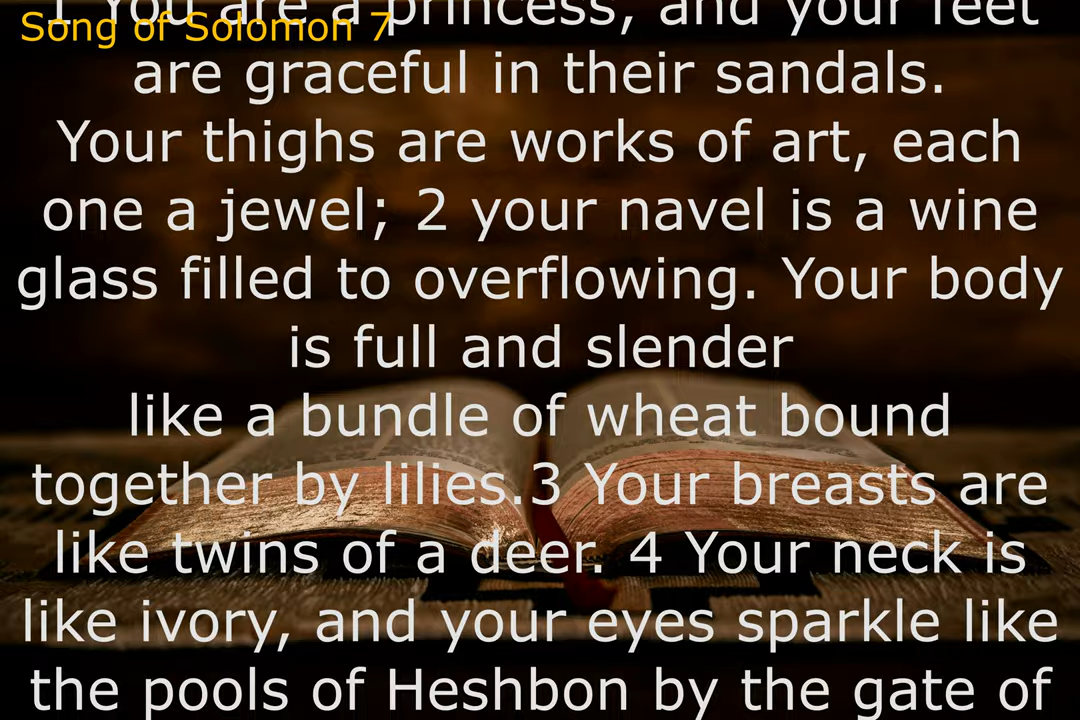 Song of Solomon 7
1 You are a princess, and your feet
are graceful in their sandals.
Your thighs are works of art, each
one a jewel; 2 your navel is a wine
glass filled to overflowing. Your body
is full and slender
like a bundle of wheat bound
together by lilies.3 Your breasts are
like twins of a deer. 4 Your neck is
like ivory, and your eyes sparkle like
the pools of Heshbon by the gate of